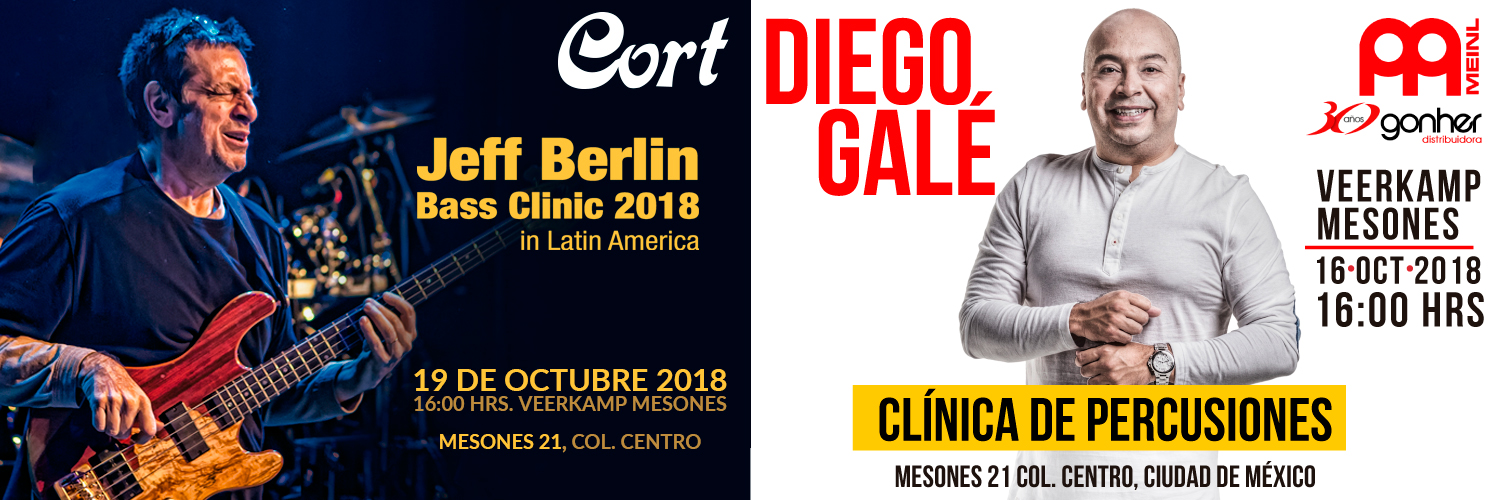 Cort
Jeff Berlin
Bass Clinic 2018
in Latin America
19 DE OCTUBRE 2018
16:00 HRS. VEERKAMP MESONES
MESONES 21, COL. CENTRO
DIEGO
GALÉ
MEINL
30 años gonher
distribuidora
VEERKAMP
MESONES
16•OCT•2018
16:00 HRS
CLÍNICA DE PERCUSIONES
MESONES 21 COL. CENTRO, CIUDAD DE MÉXICO